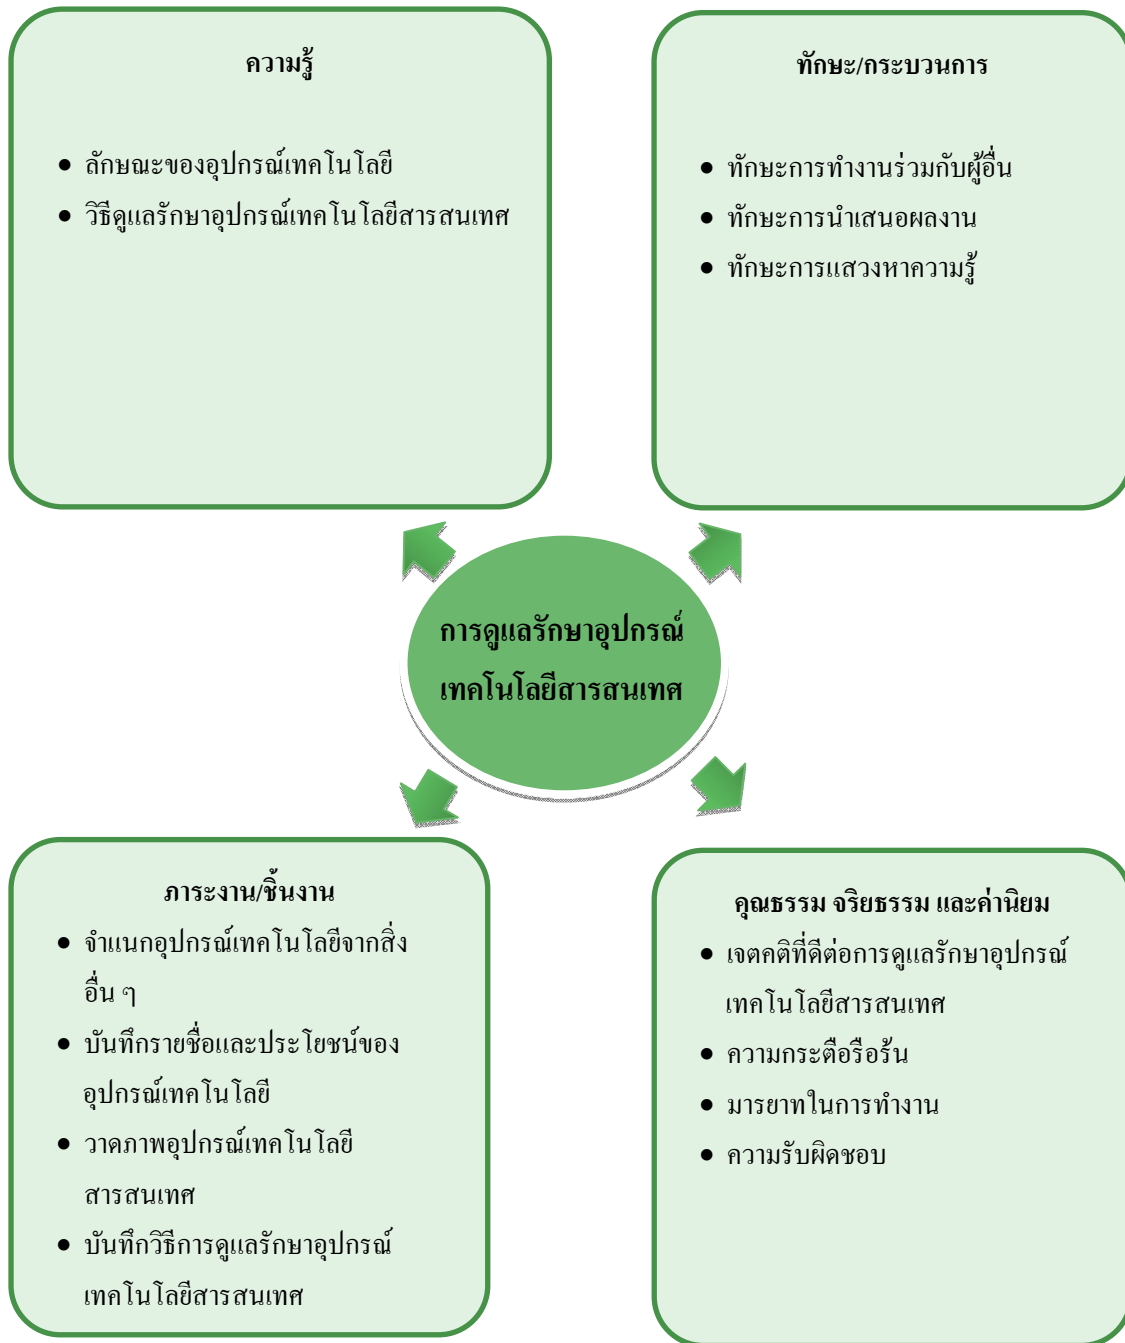 ความรู้
• ลักษณะของอุปกรณ์เทคโนโลยี
• วิธีดูแลรักษาอุปกรณ์เทคโนโลยีสารสนเทศ
ทักษะ/กระบวนการ
• ทักษะการทำงานร่วมกับผู้อื่น
• ทักษะการนำเสนอผลงาน
• ทักษะการแสวงหาความรู้
การดูแลรักษาอุปกรณ์
เทคโนโลยีสารสนเทศ
ภาระงาน/ชิ้นงาน
• จำแนกอุปกรณ์เทคโนโลยีจากสิ่ง
อื่น ๆ
• บันทึกรายชื่อและประโยชน์ของ
อุปกรณ์เทคโนโลยี
• วาดภาพอุปกรณ์เทคโนโลยี
สารสนเทศ
• บันทึกวิธีการดูแลรักษาอุปกรณ์
เทคโนโลยีสารสนเทศ
คุณธรรม จริยธรรม และค่านิยม
• เจตคติที่ดีต่อการดูแลรักษาอุปกรณ์
เทคโนโลยีสารสนเทศ
• ความกระตือรือร้น
• มารยาทในการทำงาน
• ความรับผิดชอบ